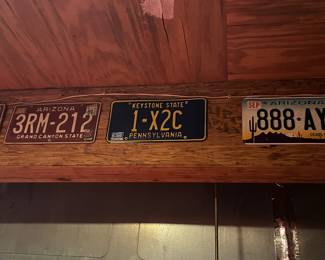 ARIZONA
3RM-212
GRAND CANYON STATE
"KEYSTONE STATE"
1-X2C
PENNSYLVANIA
ARIZONA
888·AY